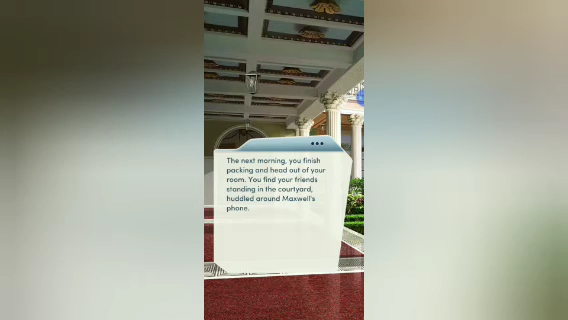 The next morning, you finish
packing and head out of your
room. You find your friends
standing in the courtyard,
huddled around Maxwell's
phone.